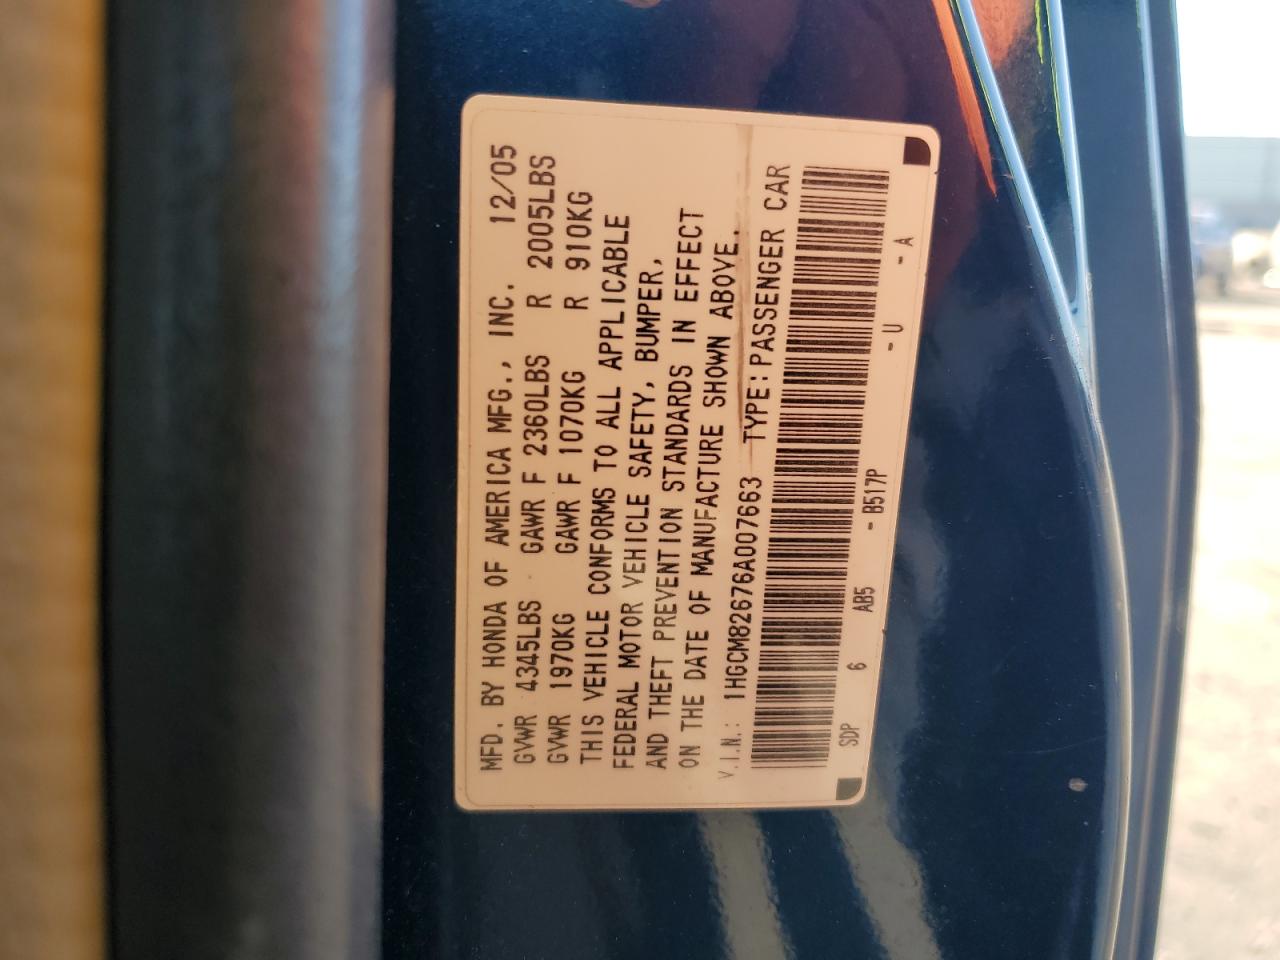 MFD. BY HONDA OF AMERICA MFG., INC. 12/05
GVWR 4345LBS GAWR F 2360LBS R 2005LBS
GVWR 1970KG GAWR F 1070KG R 910KG
THIS VEHICLE CONFORMS TO ALL APPLICABLE
FEDERAL MOTOR VEHICLE SAFETY, BUMPER,
AND THEFT PREVENTION STANDARDS IN EFFECT
ON THE DATE OF MANUFACTURE SHOWN ABOVE.
V.I.N.: 1HGCM82676A007663 TYPE:PASSENGER CAR
SDP 6 AB5 - B517P - U - A